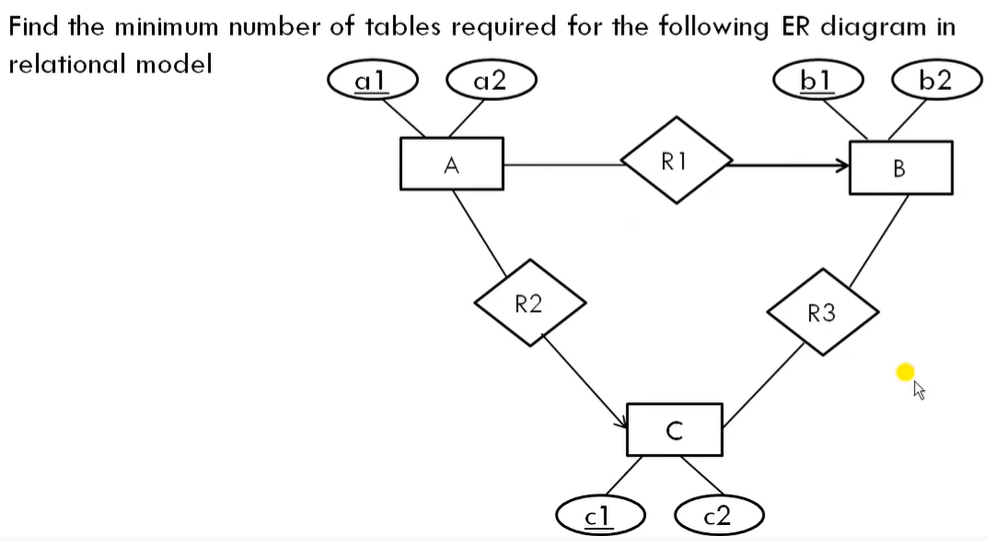 Find the minimum number of tables required for the following ER diagram in
relational model
a1 a2 b1 b2
A R1 B
R2 R3
C
c1 c2